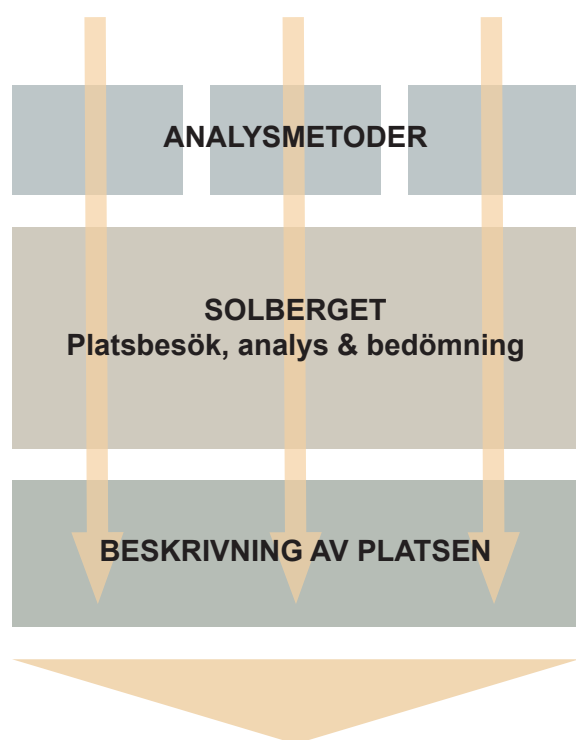 ANALYSMETODER
SOLBERGET
Platsbesök, analys & bedömning
BESKRIVNING AV PLATSEN